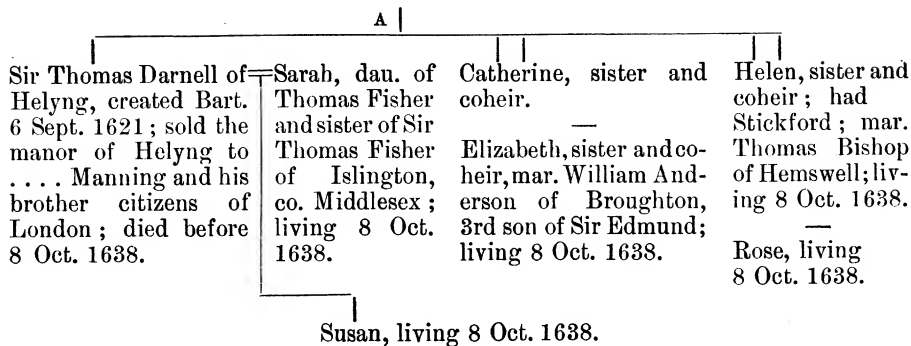 A
Sir Thomas Darnell of
Helyng, created Bart.
6 Sept. 1621 ; sold the
manor of Helyng to
. . . . Manning and his
brother citizens of
London ; died before
8 Oct. 1638.
Sarah, dau. of
Thomas Fisher
and sister of Sir
Thomas Fisher
of Islington,
co. Middlesex ;
living 8 Oct.
1638.
Catherine, sister and
coheir.
—
Elizabeth, sister and co-
heir, mar. William And-
erson of Broughton,
3rd son of Sir Edmund;
living 8 Oct. 1638.
Helen, sister and
coheir ; had
Stickford ; mar.
Thomas Bishop
of Hemswell; liv-
ing 8 Oct. 1638.
—
Rose, living
8 Oct. 1638.
Susan, living 8 Oct. 1638.